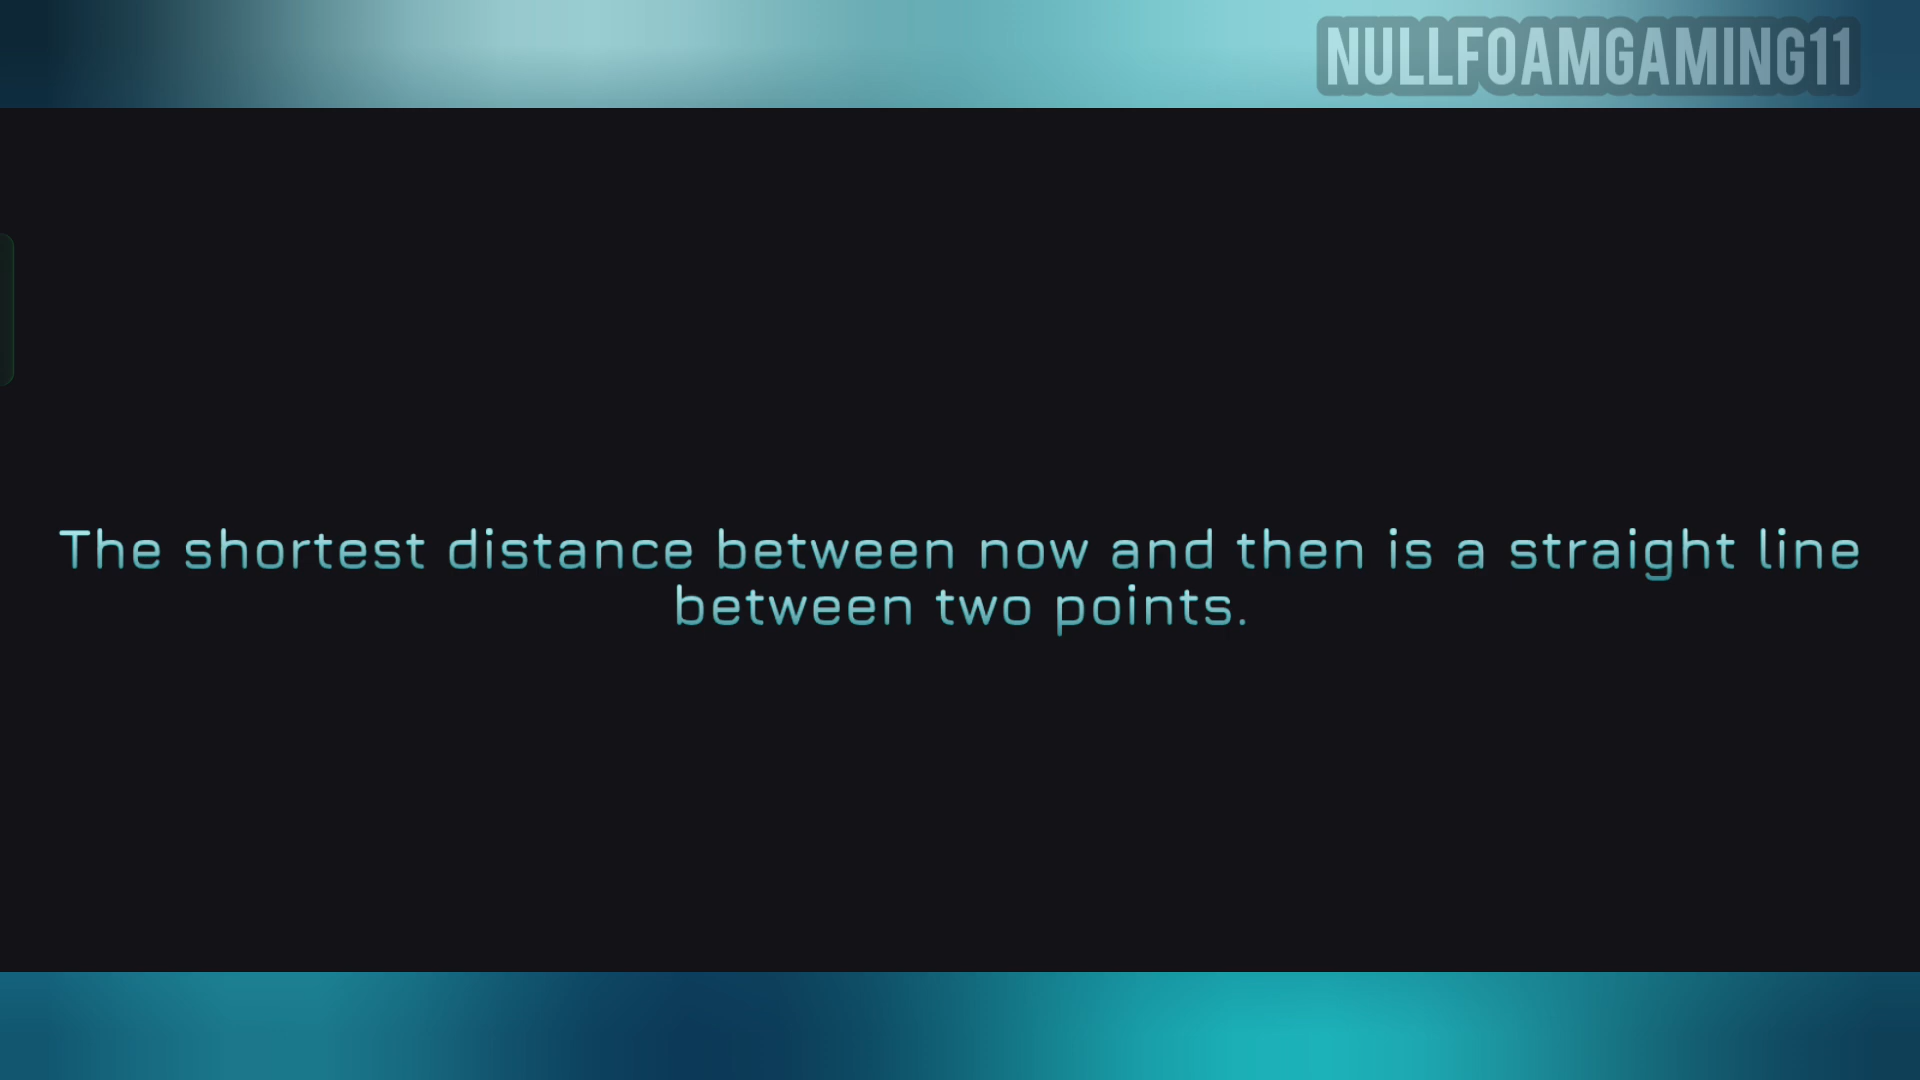 NULLFOAMGAMING11
The shortest distance between now and then is a straight line
between two points.